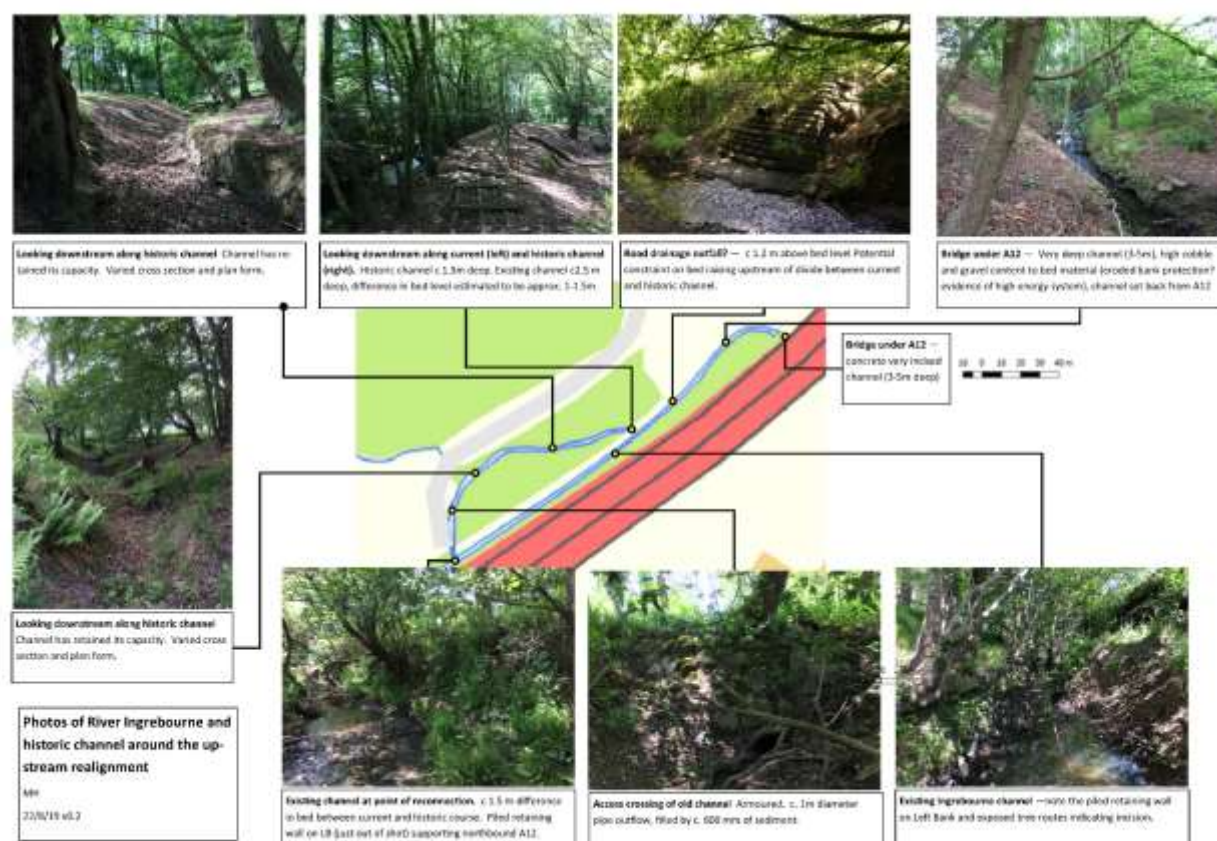 Looking downstream along historic channel Channel has re-
tained its capacity. Varied cross section and plan form.
Looking downstream along current (left) and historic channel
(right). Historic channel c 1.5m deep. Existing channel c2.5 m
deep, difference in bed level estimated to be approx. 1-1.5m
Road drainage outfall? — c 1.2 m above bed level Potential
constraint on bed raising upstream of divide between current
and historic channel.
Bridge under A12 — Very deep channel (3-5m), high cobble
and gravel content to bed material (eroded bank protection?
evidence of high energy system), channel set back from A12
Bridge under A12 —
concrete very incised
channel (3-5m deep)
10 0 10 20 30 40 m
Looking downstream along historic channel
Channel has retained its capacity. Varied cross
section and plan form.
Photos of River Ingrebourne and
historic channel around the up-
stream realignment
MH
22/8/19 v0.2
Existing channel at point of reconnection. c 1.5 m difference
in bed between current and historic course. Piled retaining
wall on LB (just out of shot) supporting northbound A12.
Access crossing of old channel Armoured. c. 1m diameter
pipe outflow, filled by c. 600 mm of sediment
Existing Ingrebourne channel —note the piled retaining wall
on Left Bank and exposed tree routes indicating incision.